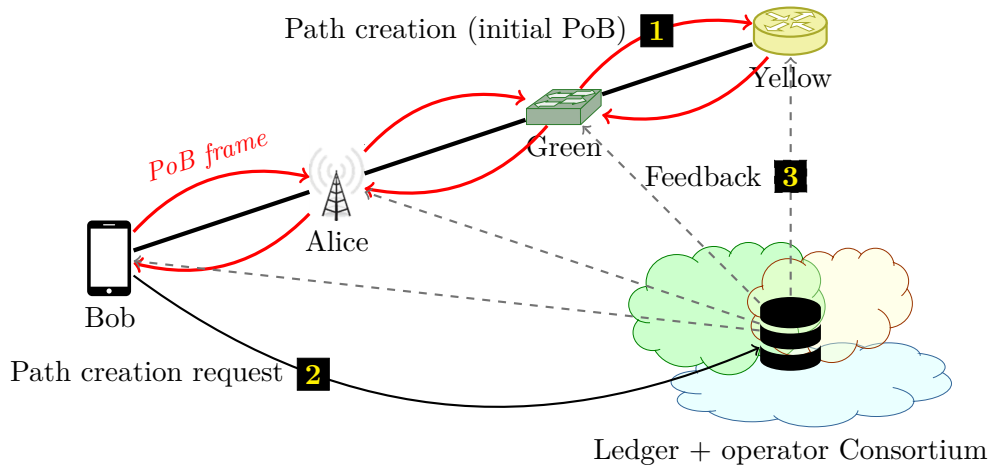 Path creation (initial PoB) 1
Yellow
PoB frame
Green
Feedback 3
Alice
Bob
Path creation request 2
Ledger + operator Consortium